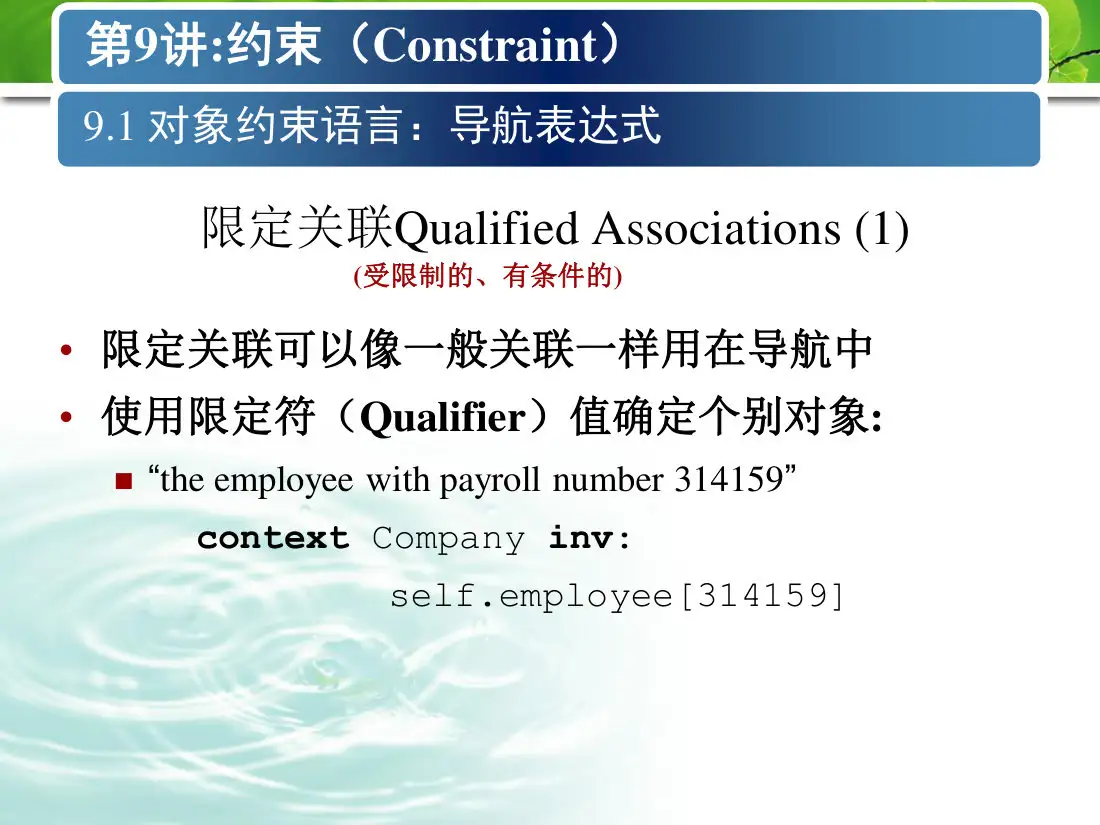 第9讲:约束（Constraint）
9.1 对象约束语言：导航表达式
限定关联Qualified Associations (1)
(受限制的、有条件的)
• 限定关联可以像一般关联一样用在导航中
• 使用限定符（Qualifier）值确定个别对象:
■ “the employee with payroll number 314159”
context Company inv:
self.employee[314159]